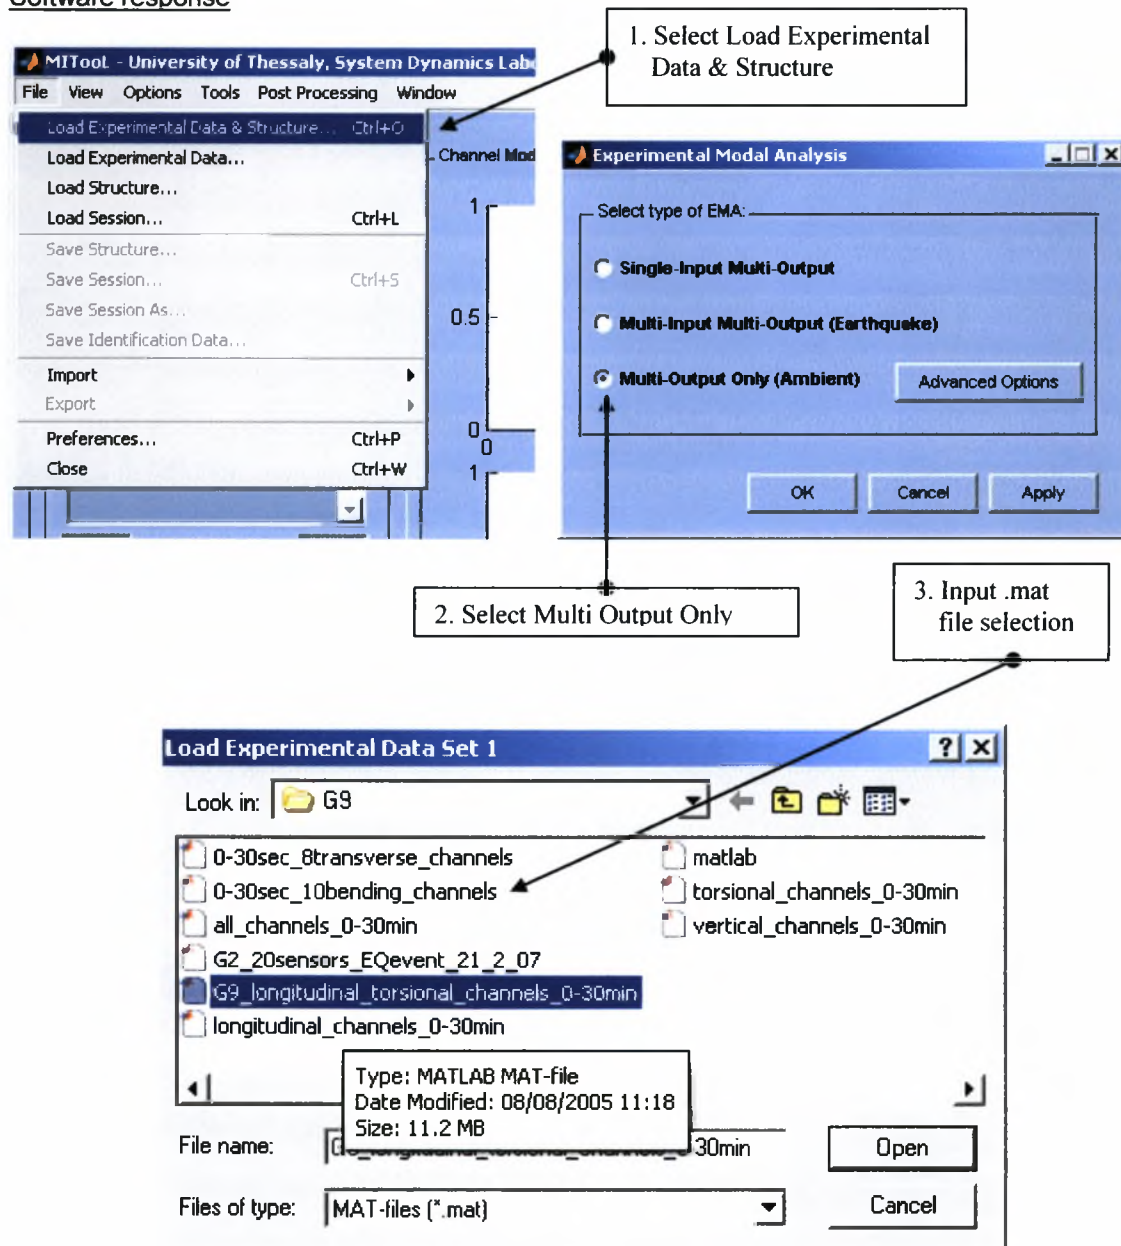 Software response
1. Select Load Experimental
Data & Structure
MITooL - University of Thessaly, System Dynamics Lab
File View Options Tools Post Processing Window
Load Experimental Data & Structure... Ctrl+O
Load Experimental Data...
Load Structure...
Load Session... Ctrl+L
Save Structure...
Save Session... Ctrl+S
Save Session As...
Save Identification Data...
Import
Export
Preferences... Ctrl+P
Close Ctrl+W
Channel Mod
1
0.5
0
0
1
Experimental Modal Analysis
Select type of EMA:
Single-Input Multi-Output
Multi-Input Multi-Output (Earthquake)
Multi-Output Only (Ambient)
Advanced Options
OK Cancel Apply
2. Select Multi Output Only
3. Input .mat
file selection
Load Experimental Data Set 1
Look in: G9
0-30sec_8transverse_channels
0-30sec_10bending_channels
all_channels_0-30min
G2_20sensors_EQevent_21_2_07
G9_longitudinal_torsional_channels_0-30min
longitudinal_channels_0-30min
matlab
torsional_channels_0-30min
vertical_channels_0-30min
Type: MATLAB MAT-file
Date Modified: 08/08/2005 11:18
Size: 11.2 MB
File name: G9_longitudinal_torsional_channels_0-30min
Open
Files of type: MAT-files (*.mat)
Cancel